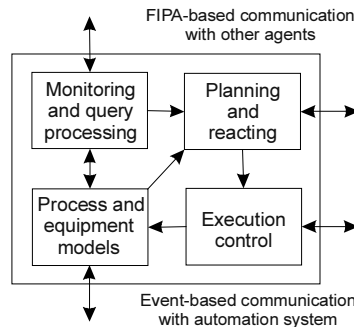 FIPA-based communication
with other agents
Monitoring
and query
processing
Planning
and
reacting
Process and
equipment
models
Execution
control
Event-based communication
with automation system